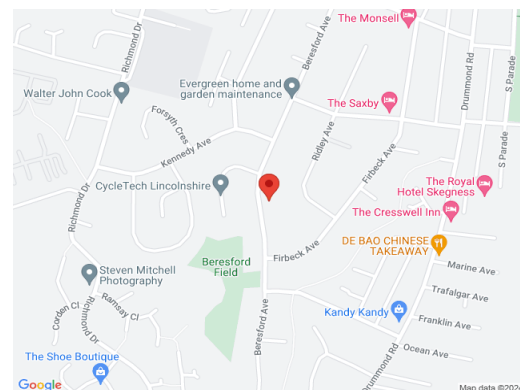 The Monsell
Richmond Dr
Beresford Ave
Drummond Rd
S Parade
Walter John Cook
Evergreen home and
garden maintenance
The Saxby
Forsyth Cres
Ridley Ave
Kennedy Ave
Firbeck Ave
CycleTech Lincolnshire
The Royal
Hotel Skegness
Richmond Dr
The Cresswell Inn
DE BAO CHINESE
TAKEAWAY
Firbeck Ave
Beresford
Field
Marine Ave
Steven Mitchell
Photography
Trafalgar Ave
Corden Cl
Ramsay Cl
Richmond Dr
Beresford Ave
Kandy Kandy
Franklin Ave
Ocean Ave
The Shoe Boutique
Drummond Rd
Google
Map data ©2024